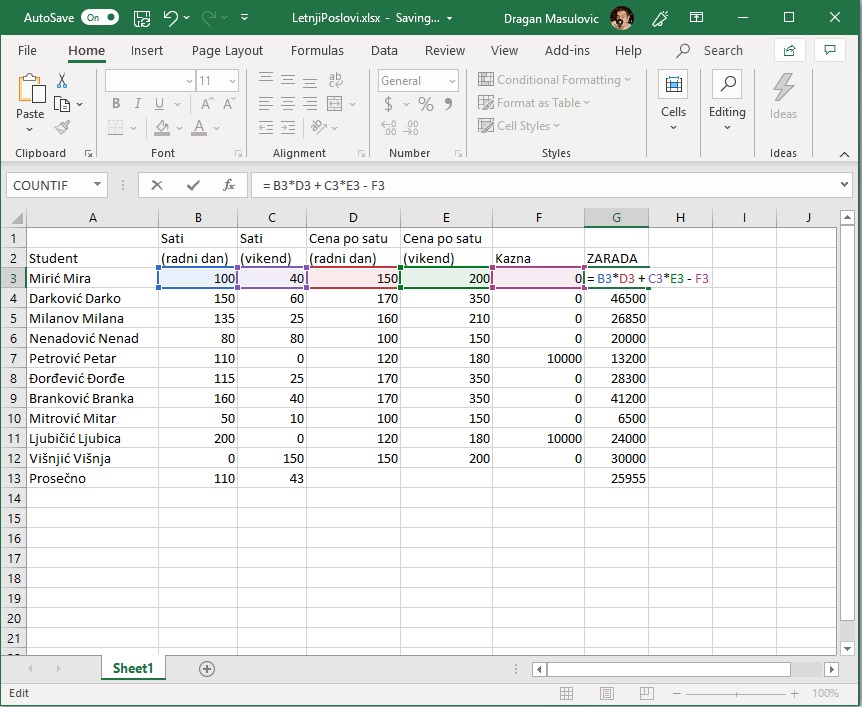 AutoSave On LetnjiPoslovi.xlsx - Saving... Dragan Masulovic
File Home Insert Page Layout Formulas Data Review View Add-ins Help Search
Paste
B I U A A A
11
ab
General
$ % 9
Conditional Formatting
Format as Table
Cell Styles
Cells
Editing
Ideas
Clipboard Font Alignment Number Styles Ideas
COUNTIF fx = B3*D3 + C3*E3 - F3
A B C D E F G H I J
1 Sati Sati Cena po satu Cena po satu
2 Student (radni dan) (vikend) (radni dan) (vikend) Kazna ZARADA
3 Mirić Mira 100 40 150 200 0 = B3*D3 + C3*E3 - F3
4 Darković Darko 150 60 170 350 0 46500
5 Milanov Milana 135 25 160 210 0 26850
6 Nenadović Nenad 80 80 100 150 0 20000
7 Petrović Petar 110 0 120 180 10000 13200
8 Đorđević Đorđe 115 25 170 350 0 28300
9 Branković Branka 160 40 170 350 0 41200
10 Mitrović Mitar 50 10 100 150 0 6500
11 Ljubičić Ljubica 200 0 120 180 10000 24000
12 Višnjić Višnja 0 150 150 200 0 30000
13 Prosečno 110 43 25955
14
15
16
17
18
19
20
21
Sheet1
Edit 100%